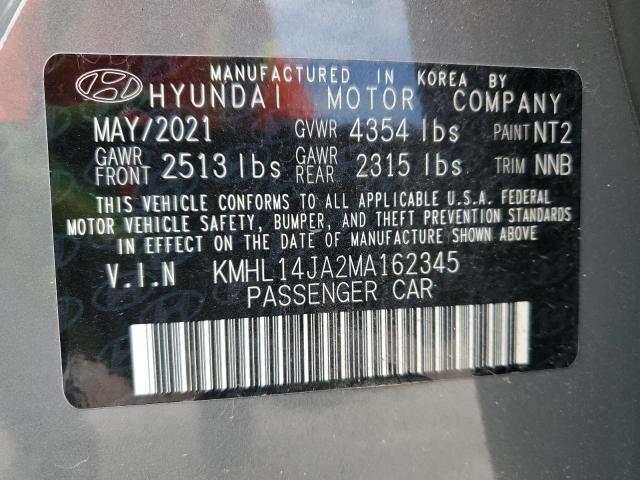 MANUFACTURED IN KOREA BY
HYUNDAI MOTOR COMPANY
MAY/2021 GVWR 4354 lbs PAINT NT2
GAWR FRONT 2513 lbs GAWR REAR 2315 lbs TRIM NNB
THIS VEHICLE CONFORMS TO ALL APPLICABLE U.S.A. FEDERAL
MOTOR VEHICLE SAFETY, BUMPER, AND THEFT PREVENTION STANDARDS
IN EFFECT ON THE DATE OF MANUFACTURE SHOWN ABOVE
V.I.N KMHL14JA2MA162345
PASSENGER CAR